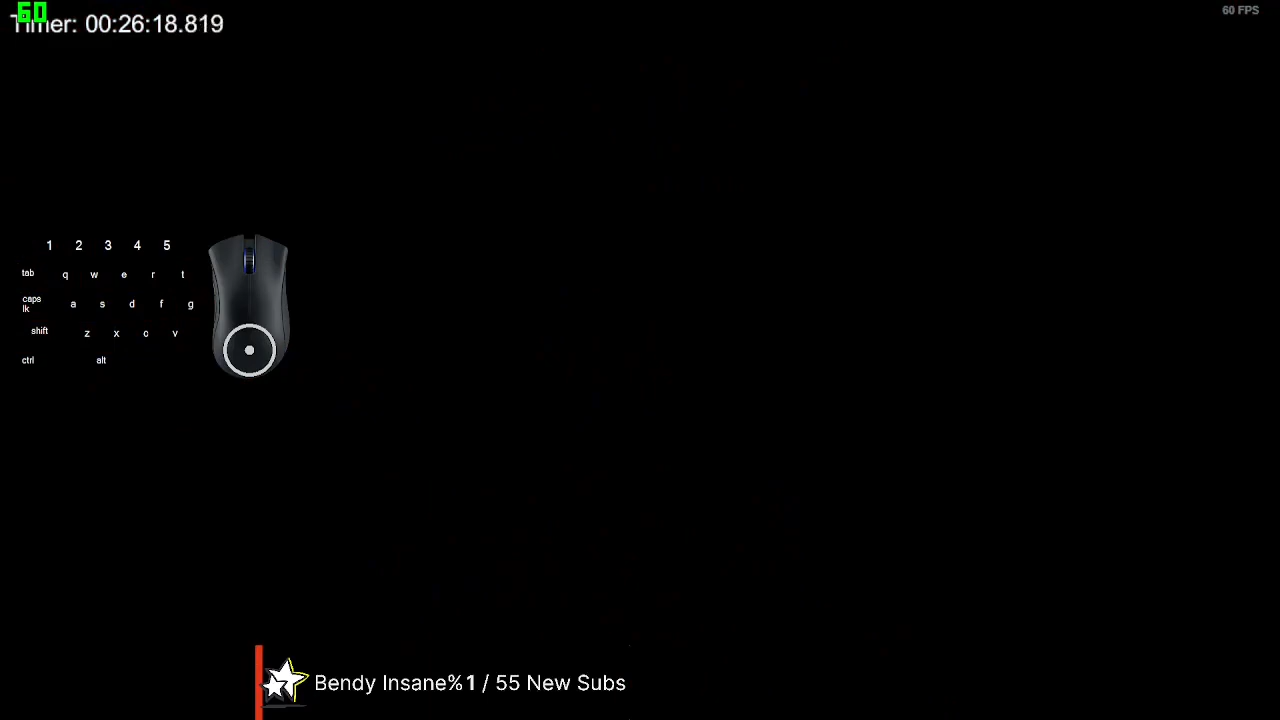 60
Timer: 00:26:18.819
60 FPS
1 2 3 4 5
tab q w e r t
caps lk a s d f g
shift z x c v
ctrl alt
Bendy Insane%1 / 55 New Subs